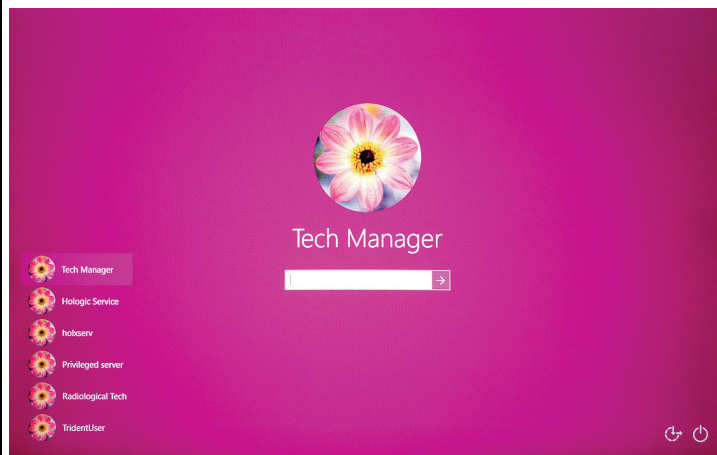 Tech Manager
Tech Manager
Hologic Service
holxserv
Privileged server
Radiological Tech
TridentUser